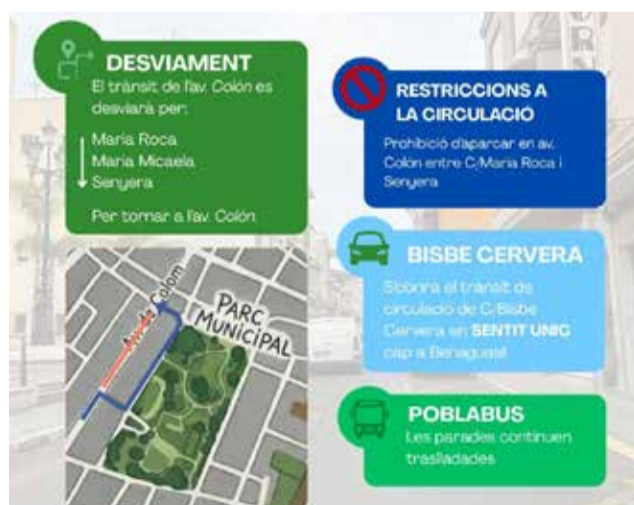 DESVIAMENT
El trànsit de l'av. Colón es
desviarà per:
Maria Roca
Maria Micaela
Senyera
Per tornar a l'av. Colón
Av. de Colom
PARC
MUNICIPAL
RESTRICCIONS A
LA CIRCULACIÓ
Prohibició d'aparcar en av.
Colón entre C/Maria Roca i
Senyera
BISBE CERVERA
S'obrirà el trànsit de
circulació de C/Bisbe
Cervera en SENTIT ÚNIC
cap a Benaguasil
POBLABUS
Les parades continuen
traslladades